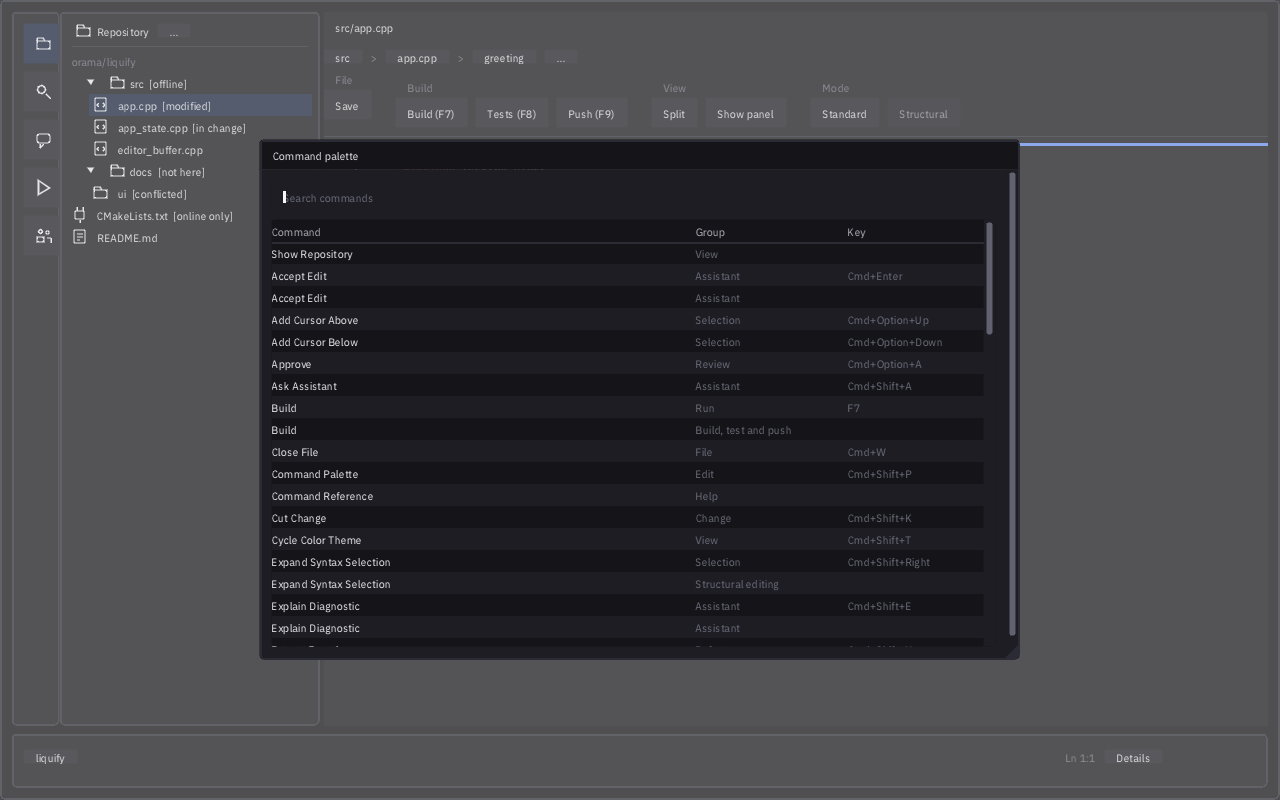 Repository ...
orama/liquify
src [offline]
app.cpp [modified]
app_state.cpp [in change]
editor_buffer.cpp
docs [not here]
ui [conflicted]
CMakeLists.txt [online only]
README.md
src/app.cpp
src > app.cpp > greeting ...
File Build View Mode
Save Build (F7) Tests (F8) Push (F9) Split Show panel Standard Structural
Command palette
Search commands
Command Group Key
Show Repository View
Accept Edit Assistant Cmd+Enter
Accept Edit Assistant
Add Cursor Above Selection Cmd+Option+Up
Add Cursor Below Selection Cmd+Option+Down
Approve Review Cmd+Option+A
Ask Assistant Assistant Cmd+Shift+A
Build Run F7
Build Build, test and push
Close File File Cmd+W
Command Palette Edit Cmd+Shift+P
Command Reference Help
Cut Change Change Cmd+Shift+K
Cycle Color Theme View Cmd+Shift+T
Expand Syntax Selection Selection Cmd+Shift+Right
Expand Syntax Selection Structural editing
Explain Diagnostic Assistant Cmd+Shift+E
Explain Diagnostic Assistant
liquify Ln 1:1 Details